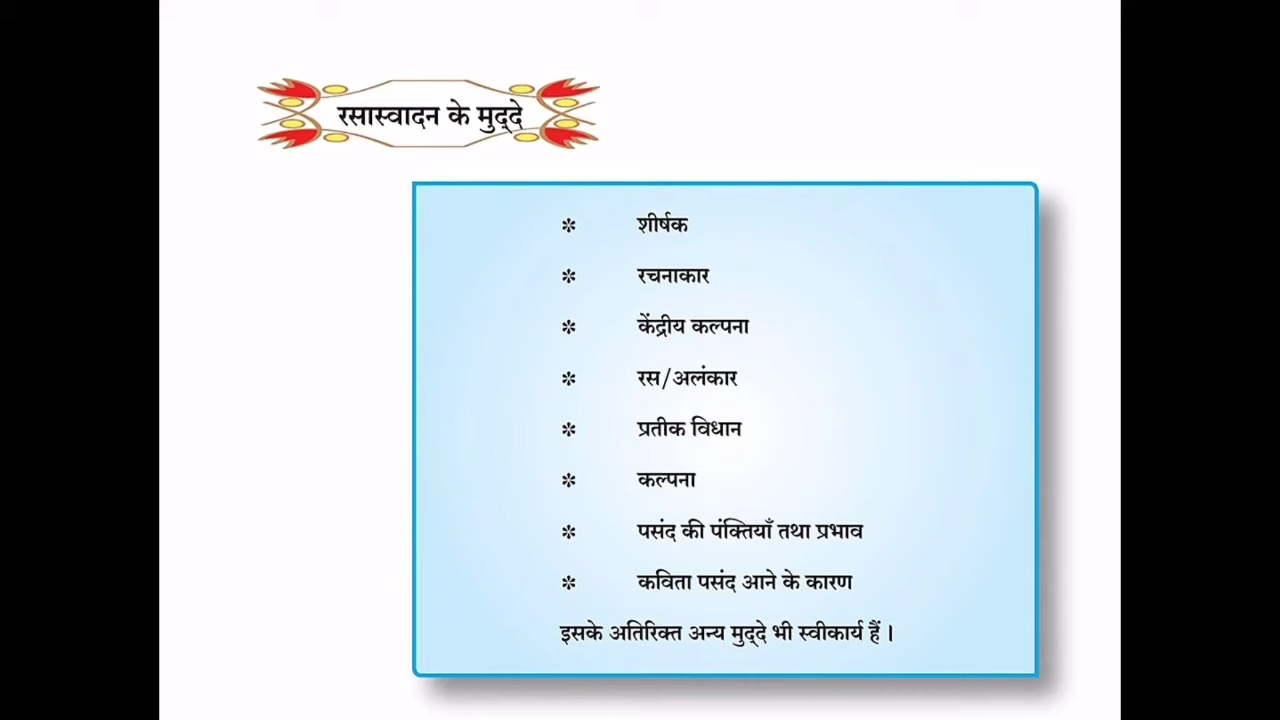 रसास्वादन के मुद्‌दे
* शीर्षक
* रचनाकार
* केंद्रीय कल्पना
* रस/अलंकार
* प्रतीक विधान
* कल्पना
* पसंद की पंक्तियाँ तथा प्रभाव
* कविता पसंद आने के कारण
इसके अतिरिक्त अन्य मुद्‌दे भी स्वीकार्य हैं ।